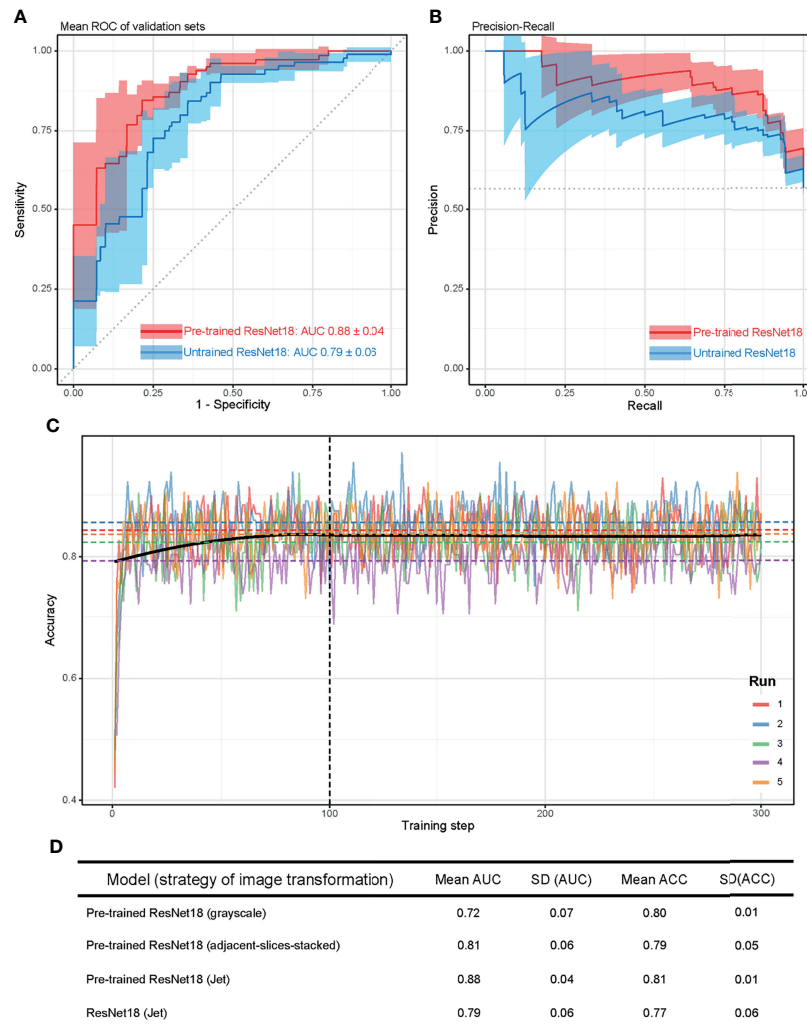 A
Mean ROC of validation sets
1.00
0.75
0.50
0.25
0.00
Sensitivity
Pre-trained ResNet18: AUC 0.88 ± 0.04
Untrained ResNet18: AUC 0.79 ± 0.06
0.00 0.25 0.50 0.75 1.00
1 - Specificity
B
Precision-Recall
1.00
0.75
0.50
0.25
0.00
Precision
Pre-trained ResNet18
Untrained ResNet18
0.00 0.25 0.50 0.75 1.0
Recall
C
0.8
0.6
0.4
Accuracy
Run
1
2
3
4
5
0 100 200 300
Training step
D
Model (strategy of image transformation) Mean AUC SD (AUC) Mean ACC SD(ACC)
Pre-trained ResNet18 (grayscale) 0.72 0.07 0.80 0.01
Pre-trained ResNet18 (adjacent-slices-stacked) 0.81 0.06 0.79 0.05
Pre-trained ResNet18 (Jet) 0.88 0.04 0.81 0.01
ResNet18 (Jet) 0.79 0.06 0.77 0.06